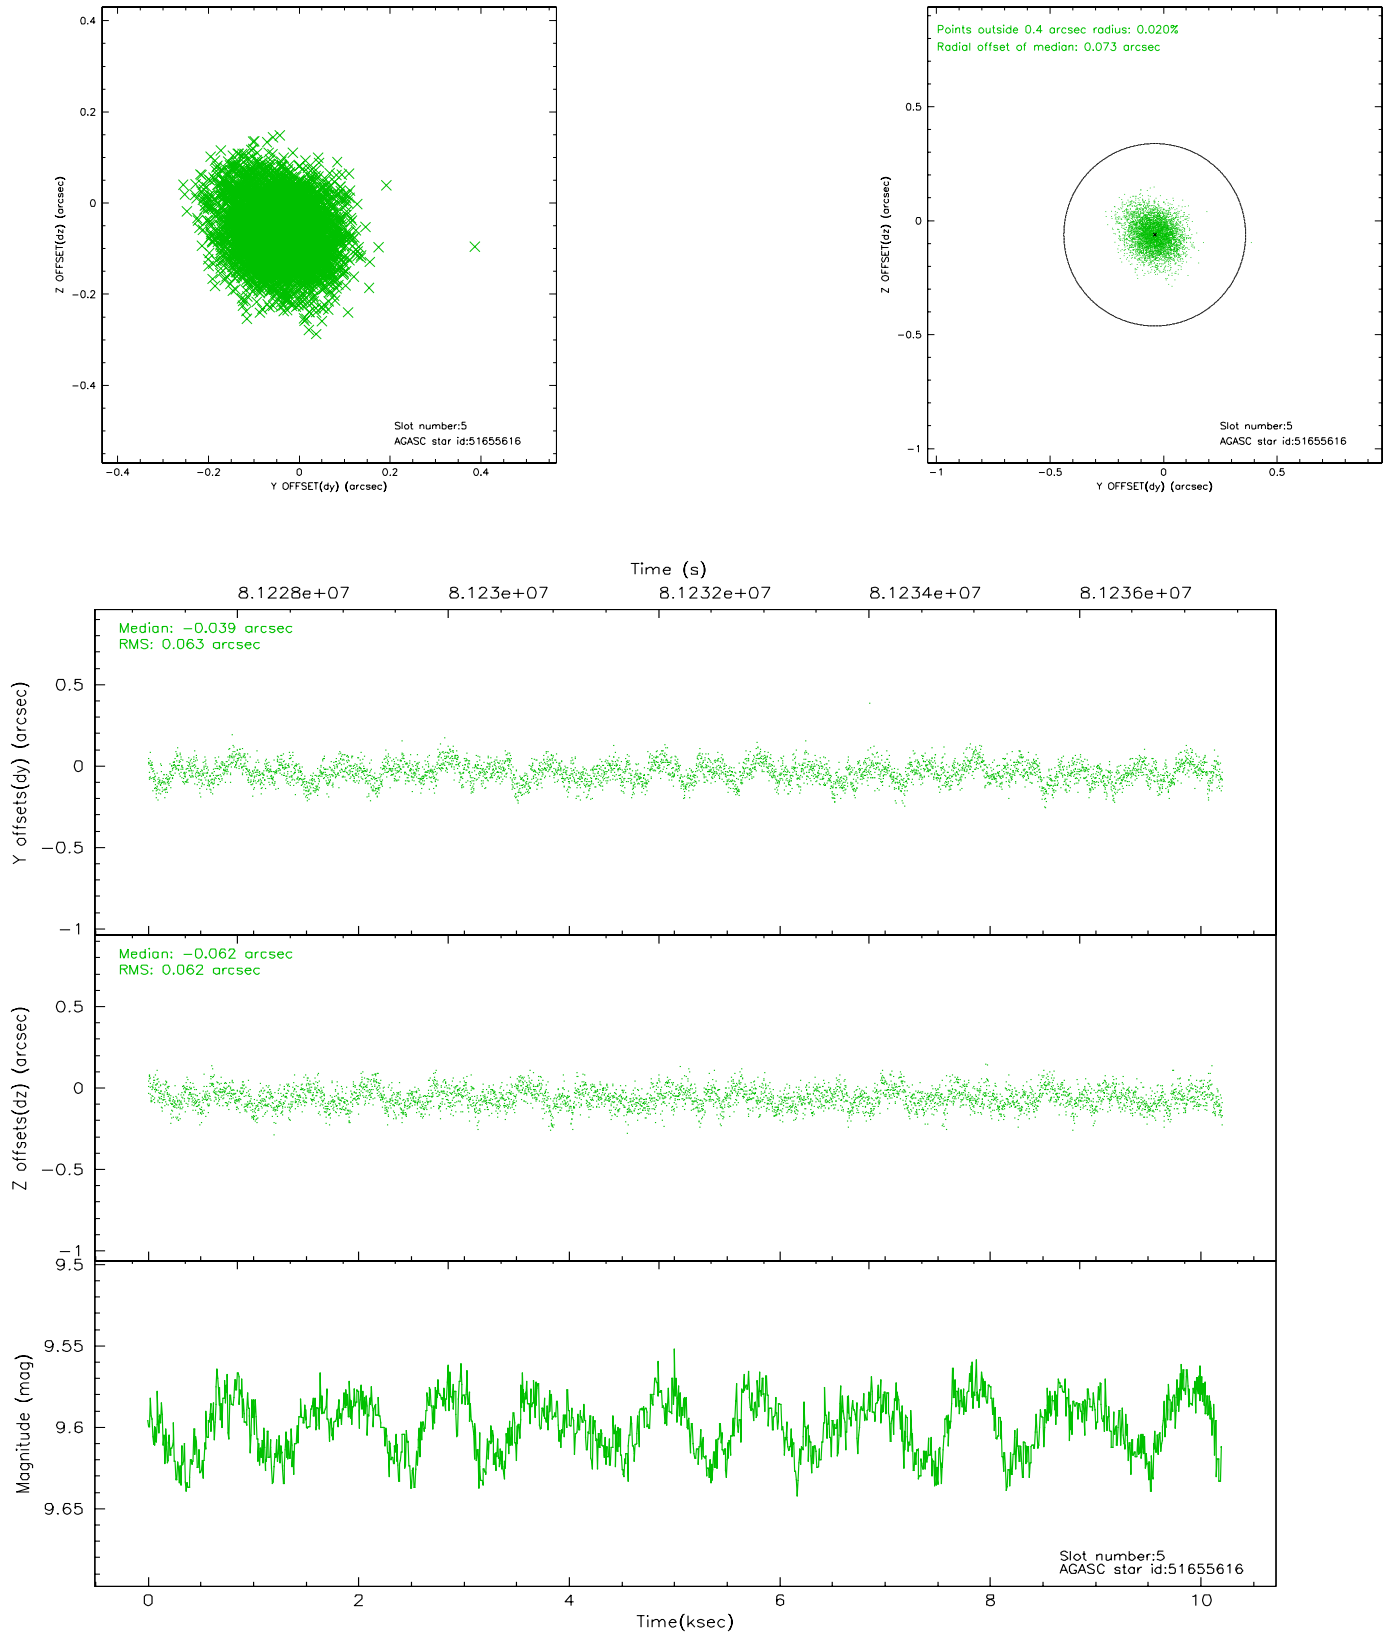 0.4
0.2
0
−0.2
−0.4
Z OFFSET(dz) (arcsec)
Slot number:5
AGASC star id:51655616
−0.4 −0.2 0 0.2 0.4
Y OFFSET(dy) (arcsec)
Points outside 0.4 arcsec radius: 0.020%
Radial offset of median: 0.073 arcsec
0.5
0
−0.5
−1
Z OFFSET(dz) (arcsec)
Slot number:5
AGASC star id:51655616
−1 −0.5 0 0.5
Y OFFSET(dy) (arcsec)
Time (s)
8.1228e+07 8.123e+07 8.1232e+07 8.1234e+07 8.1236e+07
Median: −0.039 arcsec
RMS: 0.063 arcsec
0.5
0
−0.5
−1
Y offsets(dy) (arcsec)
Median: −0.062 arcsec
RMS: 0.062 arcsec
0.5
0
−0.5
−1
Z offsets(dz) (arcsec)
9.5
9.55
9.6
9.65
Magnitude (mag)
Slot number:5
AGASC star id:51655616
0 2 4 6 8 10
Time(ksec)